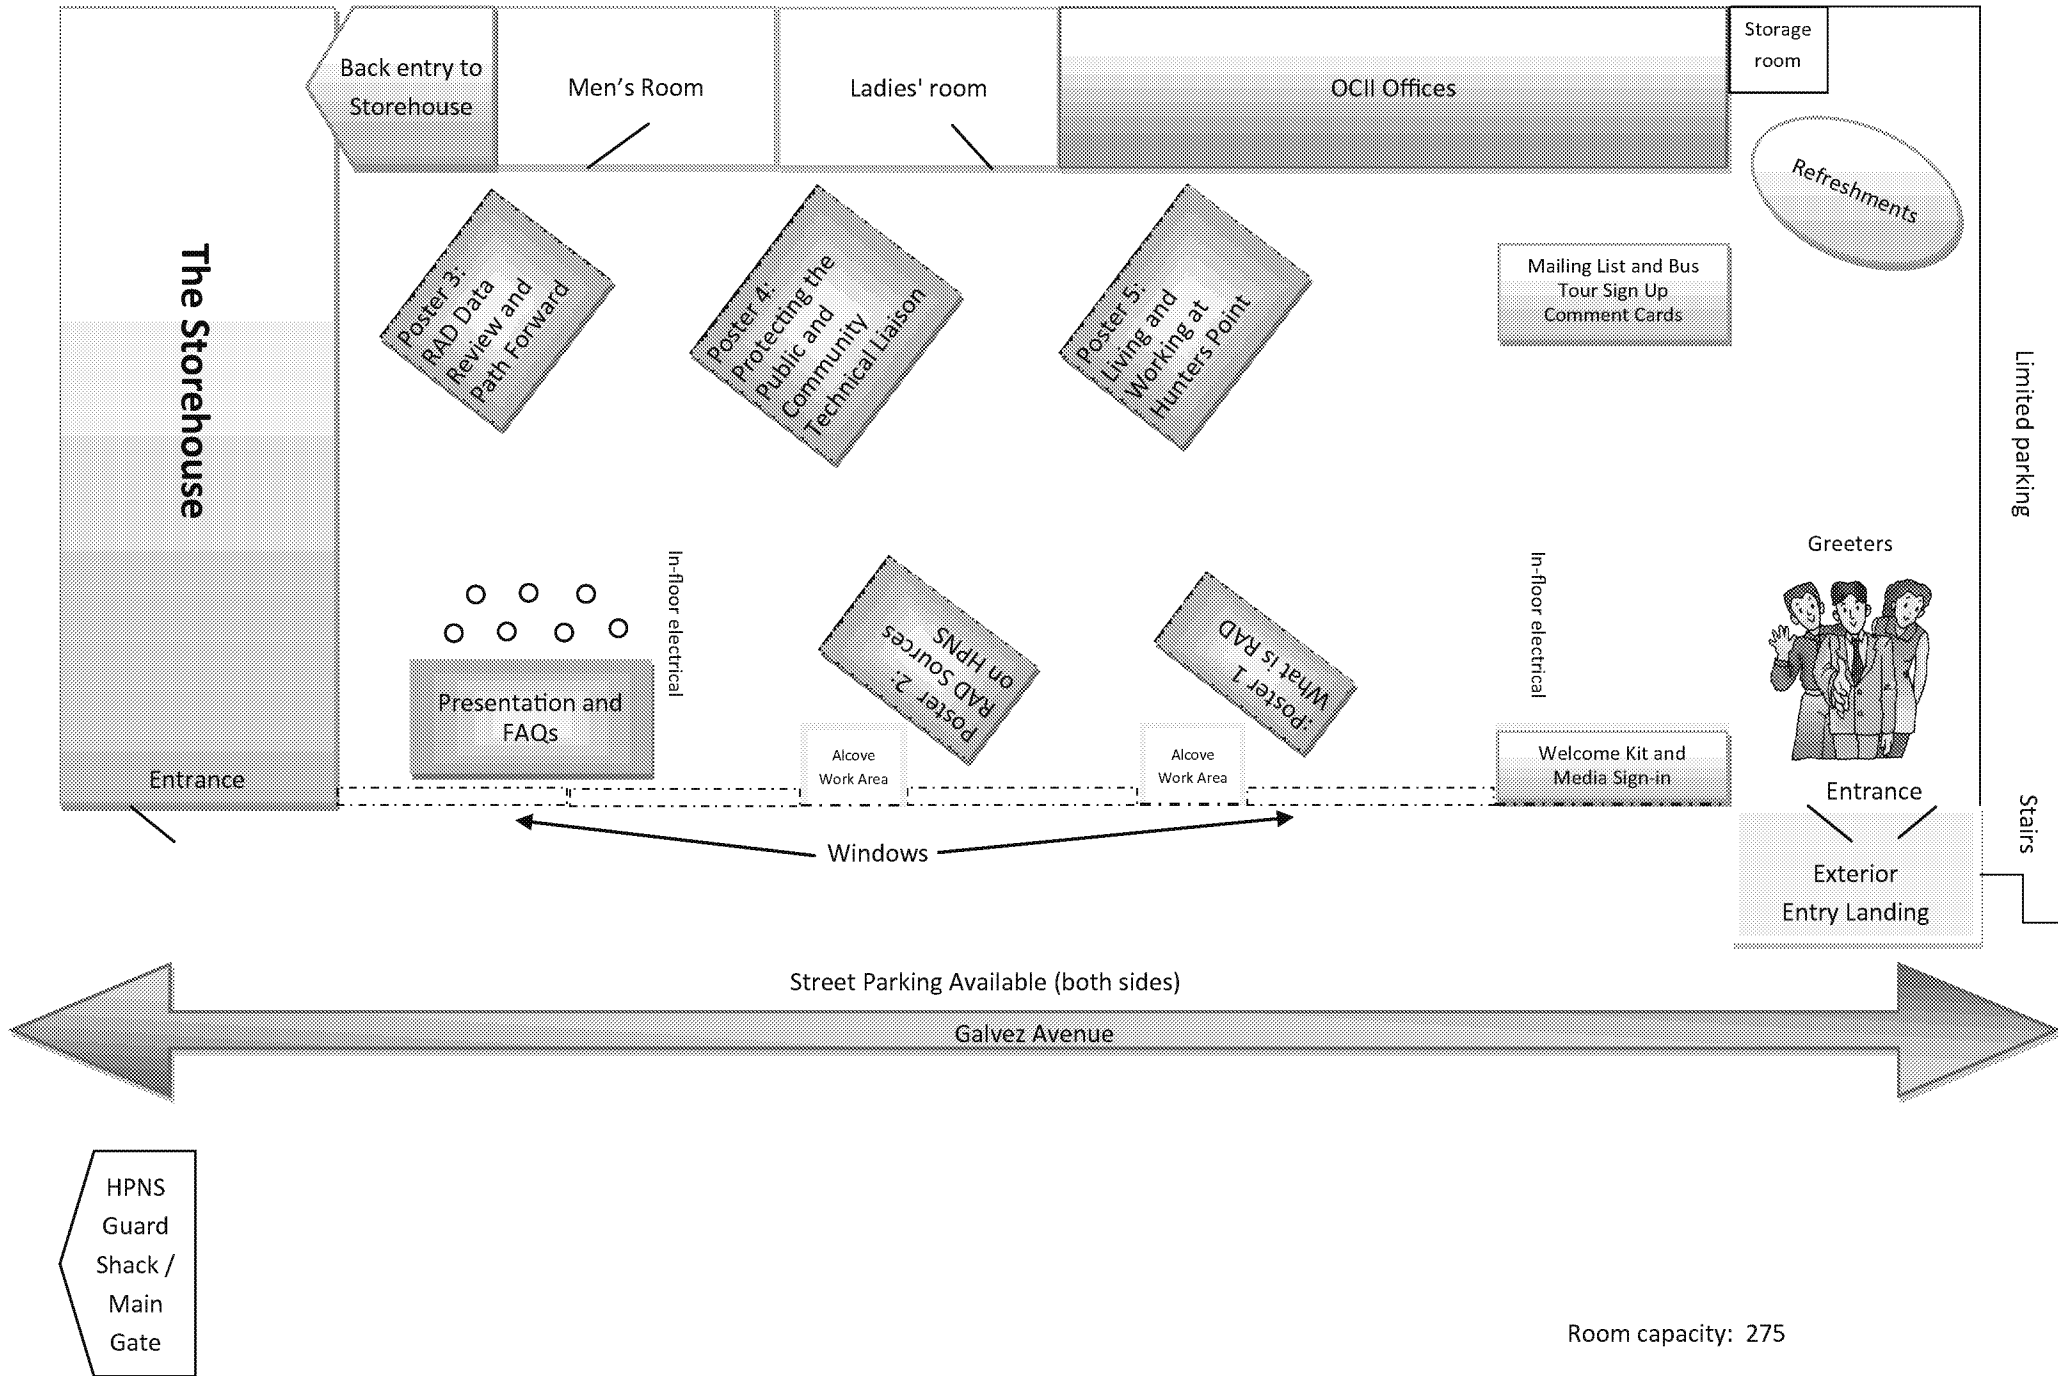 Back entry to
Storehouse
Men's Room
Ladies' room
OCII Offices
Storage
room
Refreshments
The Storehouse
Poster 3:
RAD Data
Review and
Path Forward
Poster 4:
Protecting the
Public and
Community
Technical Liaison
Poster 5:
Living and
Working at
Hunters Point
Mailing List and Bus
Tour Sign Up
Comment Cards
Limited parking
Greeters
In-floor electrical
In-floor electrical
Presentation and
FAQs
Poster 2:
RAD Sources
on HPNS
Poster 1:
What is RAD
Alcove
Work Area
Alcove
Work Area
Welcome Kit and
Media Sign-in
Entrance
Entrance
Stairs
Windows
Exterior
Entry Landing
Street Parking Available (both sides)
Galvez Avenue
HPNS
Guard
Shack /
Main
Gate
Room capacity: 275